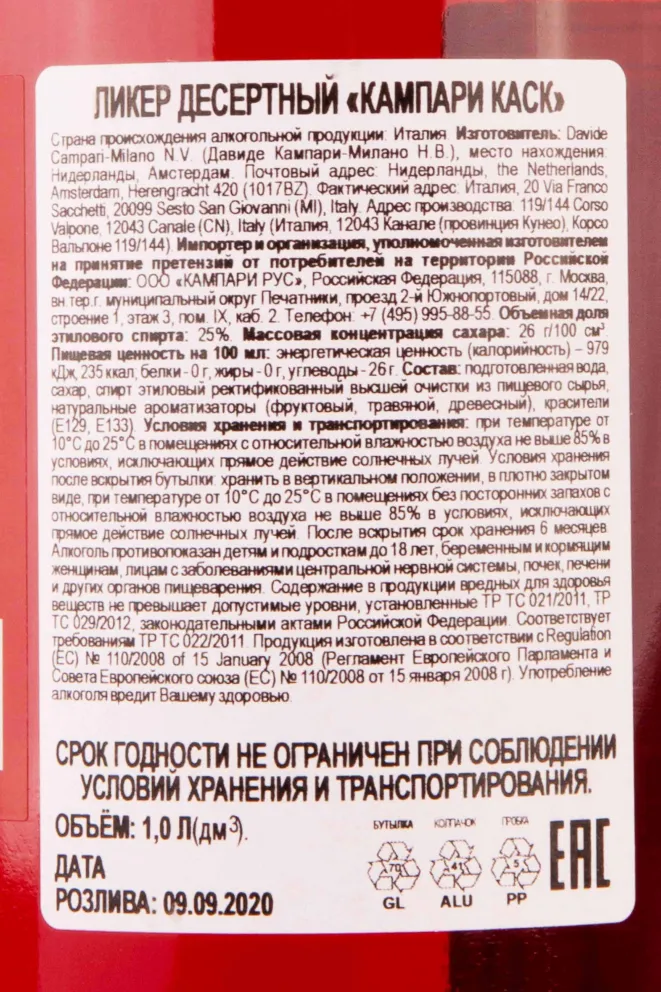 ЛИКЕР ДЕСЕРТНЫЙ «КАМПАРИ КАСК»
Страна происхождения алкогольной продукции: Италия. Изготовитель: Davide
Campari-Milano N.V. (Давиде Кампари-Милано Н.В.), место нахождения:
Нидерланды, Амстердам. Почтовый адрес: Нидерланды, the Netherlands,
Amsterdam, Herengracht 420 (1017BZ). Фактический адрес: Италия, 20 Via Franco
Sacchetti, 20099 Sesto San Giovanni (MI), Italy. Адрес производства: 119/144 Corso
Valpone, 12043 Canale (CN), Italy (Италия, 12043 Канале (провинция Кунео), Корсо
Вальпоне 119/144). Импортер и организация, уполномоченная изготовителем
на принятие претензий от потребителей на территории Российской
Федерации: ООО «КАМПАРИ РУС», Российская Федерация, 115088, г. Москва,
вн.тер.г. муниципальный округ Печатники, проезд 2-й Южнопортовый, дом 14/22,
строение 1, этаж 3, пом. IX, каб. 2. Телефон: +7 (495) 995-88-55. Объемная доля
этилового спирта: 25%. Массовая концентрация сахара: 26 г/100 см³.
Пищевая ценность на 100 мл: энергетическая ценность (калорийность) – 979
кДж, 235 ккал; белки - 0 г, жиры - 0 г, углеводы - 26 г. Состав: подготовленная вода,
сахар, спирт этиловый ректификованный высшей очистки из пищевого сырья,
натуральные ароматизаторы (фруктовый, травяной, древесный), красители
(Е129, Е133). Условия хранения и транспортирования: при температуре от
10°С до 25°С в помещениях с относительной влажностью воздуха не выше 85% в
условиях, исключающих прямое действие солнечных лучей. Условия хранения
после вскрытия бутылки: хранить в вертикальном положении, в плотно закрытом
виде, при температуре от 10°С до 25°С в помещениях без посторонних запахов с
относительной влажностью воздуха не выше 85% в условиях, исключающих
прямое действие солнечных лучей. После вскрытия срок хранения 6 месяцев.
Алкоголь противопоказан детям и подросткам до 18 лет, беременным и кормящим
женщинам, лицам с заболеваниями центральной нервной системы, почек, печени
и других органов пищеварения. Содержание в продукции вредных для здоровья
веществ не превышает допустимые уровни, установленные ТР ТС 021/2011, ТР
ТС 029/2012, законодательными актами Российской Федерации. Соответствует
требованиям ТР ТС 022/2011. Продукция изготовлена в соответствии с Regulation
(EC) № 110/2008 of 15 January 2008 (Регламент Европейского Парламента и
Совета Европейского союза (ЕС) № 110/2008 от 15 января 2008 г). Употребление
алкоголя вредит Вашему здоровью.
СРОК ГОДНОСТИ НЕ ОГРАНИЧЕН ПРИ СОБЛЮДЕНИИ
УСЛОВИЙ ХРАНЕНИЯ И ТРАНСПОРТИРОВАНИЯ.
ОБЪЁМ: 1,0 Л(дм³).
ДАТА
РОЗЛИВА: 09.09.2020
БУТЫЛКА КОЛПАЧОК ПРОБКА
70 41 5
GL ALU PP
EAC